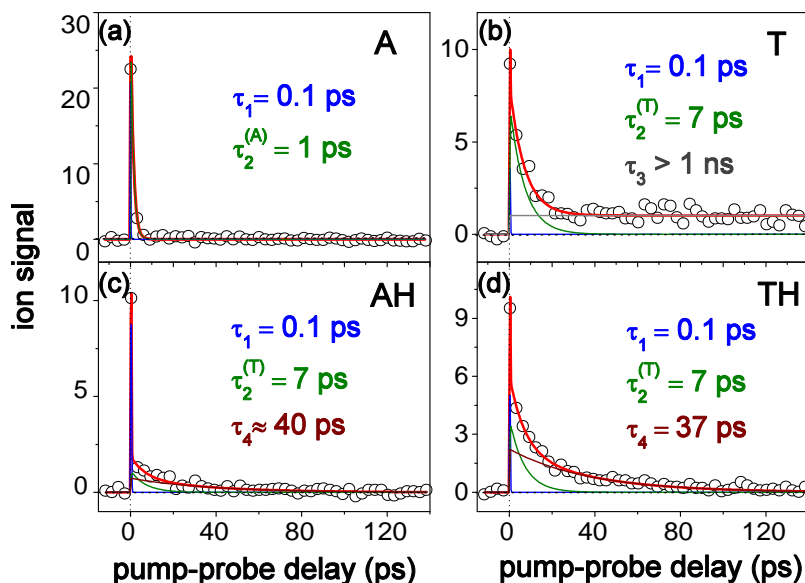 ion signal
(a)
A
τ1= 0.1 ps
τ2(A) = 1 ps
30
20
10
0
(b)
T
τ1= 0.1 ps
τ2(T) = 7 ps
τ3 > 1 ns
10
5
0
(c)
AH
τ1 = 0.1 ps
τ2(T) = 7 ps
τ4≈ 40 ps
10
5
0
0 40 80 120
pump-probe delay (ps)
(d)
TH
τ1 = 0.1 ps
τ2(T) = 7 ps
τ4 = 37 ps
9
6
3
0
0 40 80 120
pump-probe delay (ps)